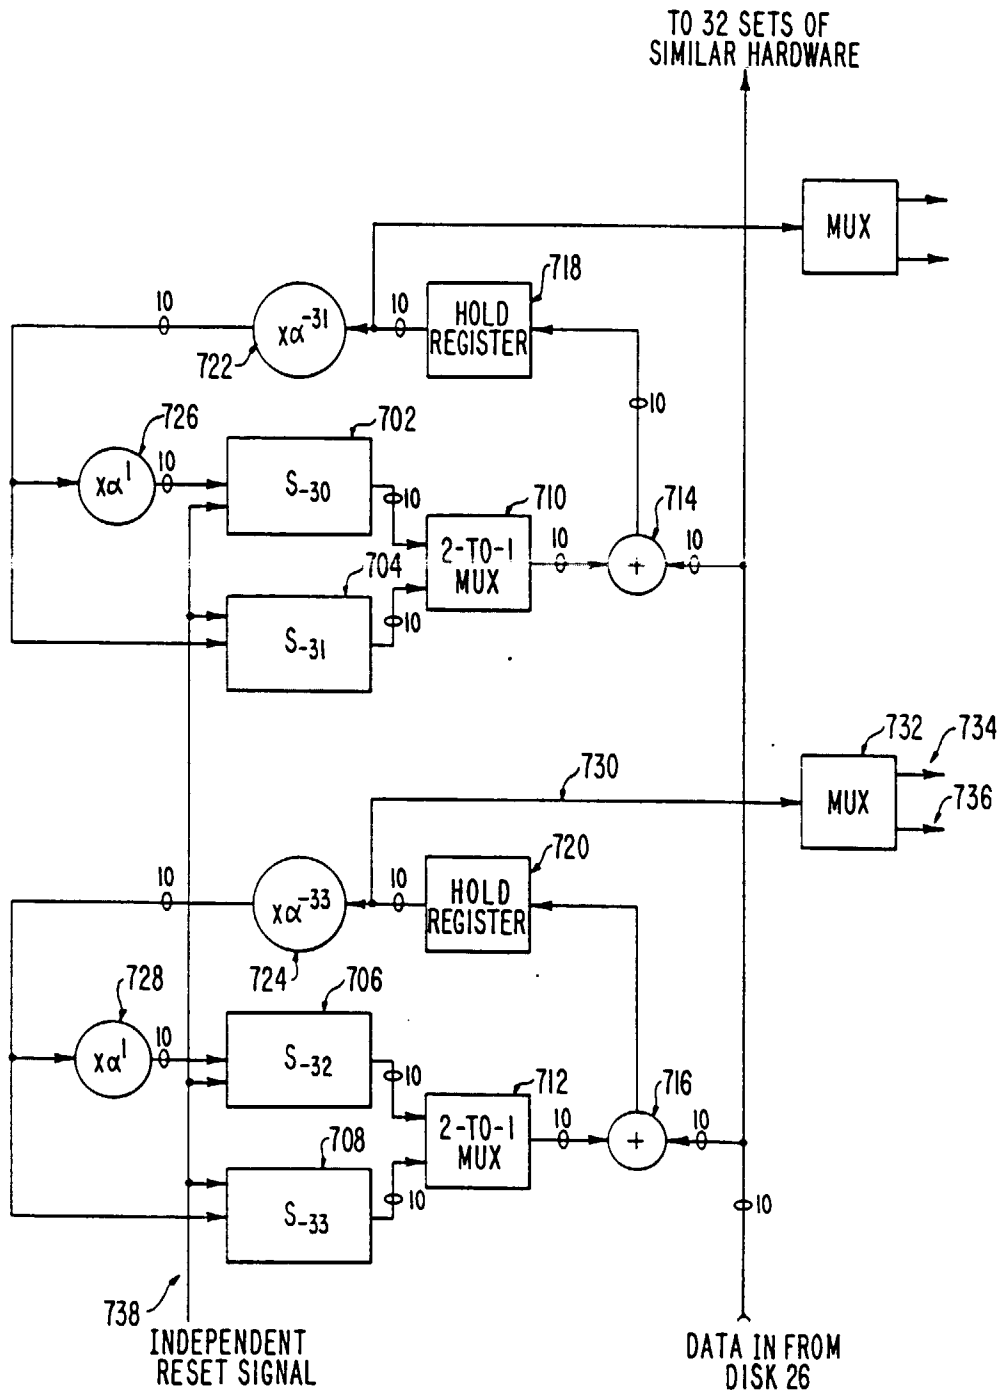 TO 32 SETS OF
SIMILAR HARDWARE
MUX
718
10
xα⁻³¹
10
HOLD
REGISTER
722
10
726
702
xα¹
10
S₋₃₀
10
710
714
2-TO-1
MUX
10
+
10
704
S₋₃₁
10
730
732
734
MUX
736
720
10
xα⁻³³
10
HOLD
REGISTER
724
706
728
xα¹
10
S₋₃₂
10
712
716
2-TO-1
MUX
10
+
10
708
S₋₃₃
10
10
738
INDEPENDENT
RESET SIGNAL
DATA IN FROM
DISK 26